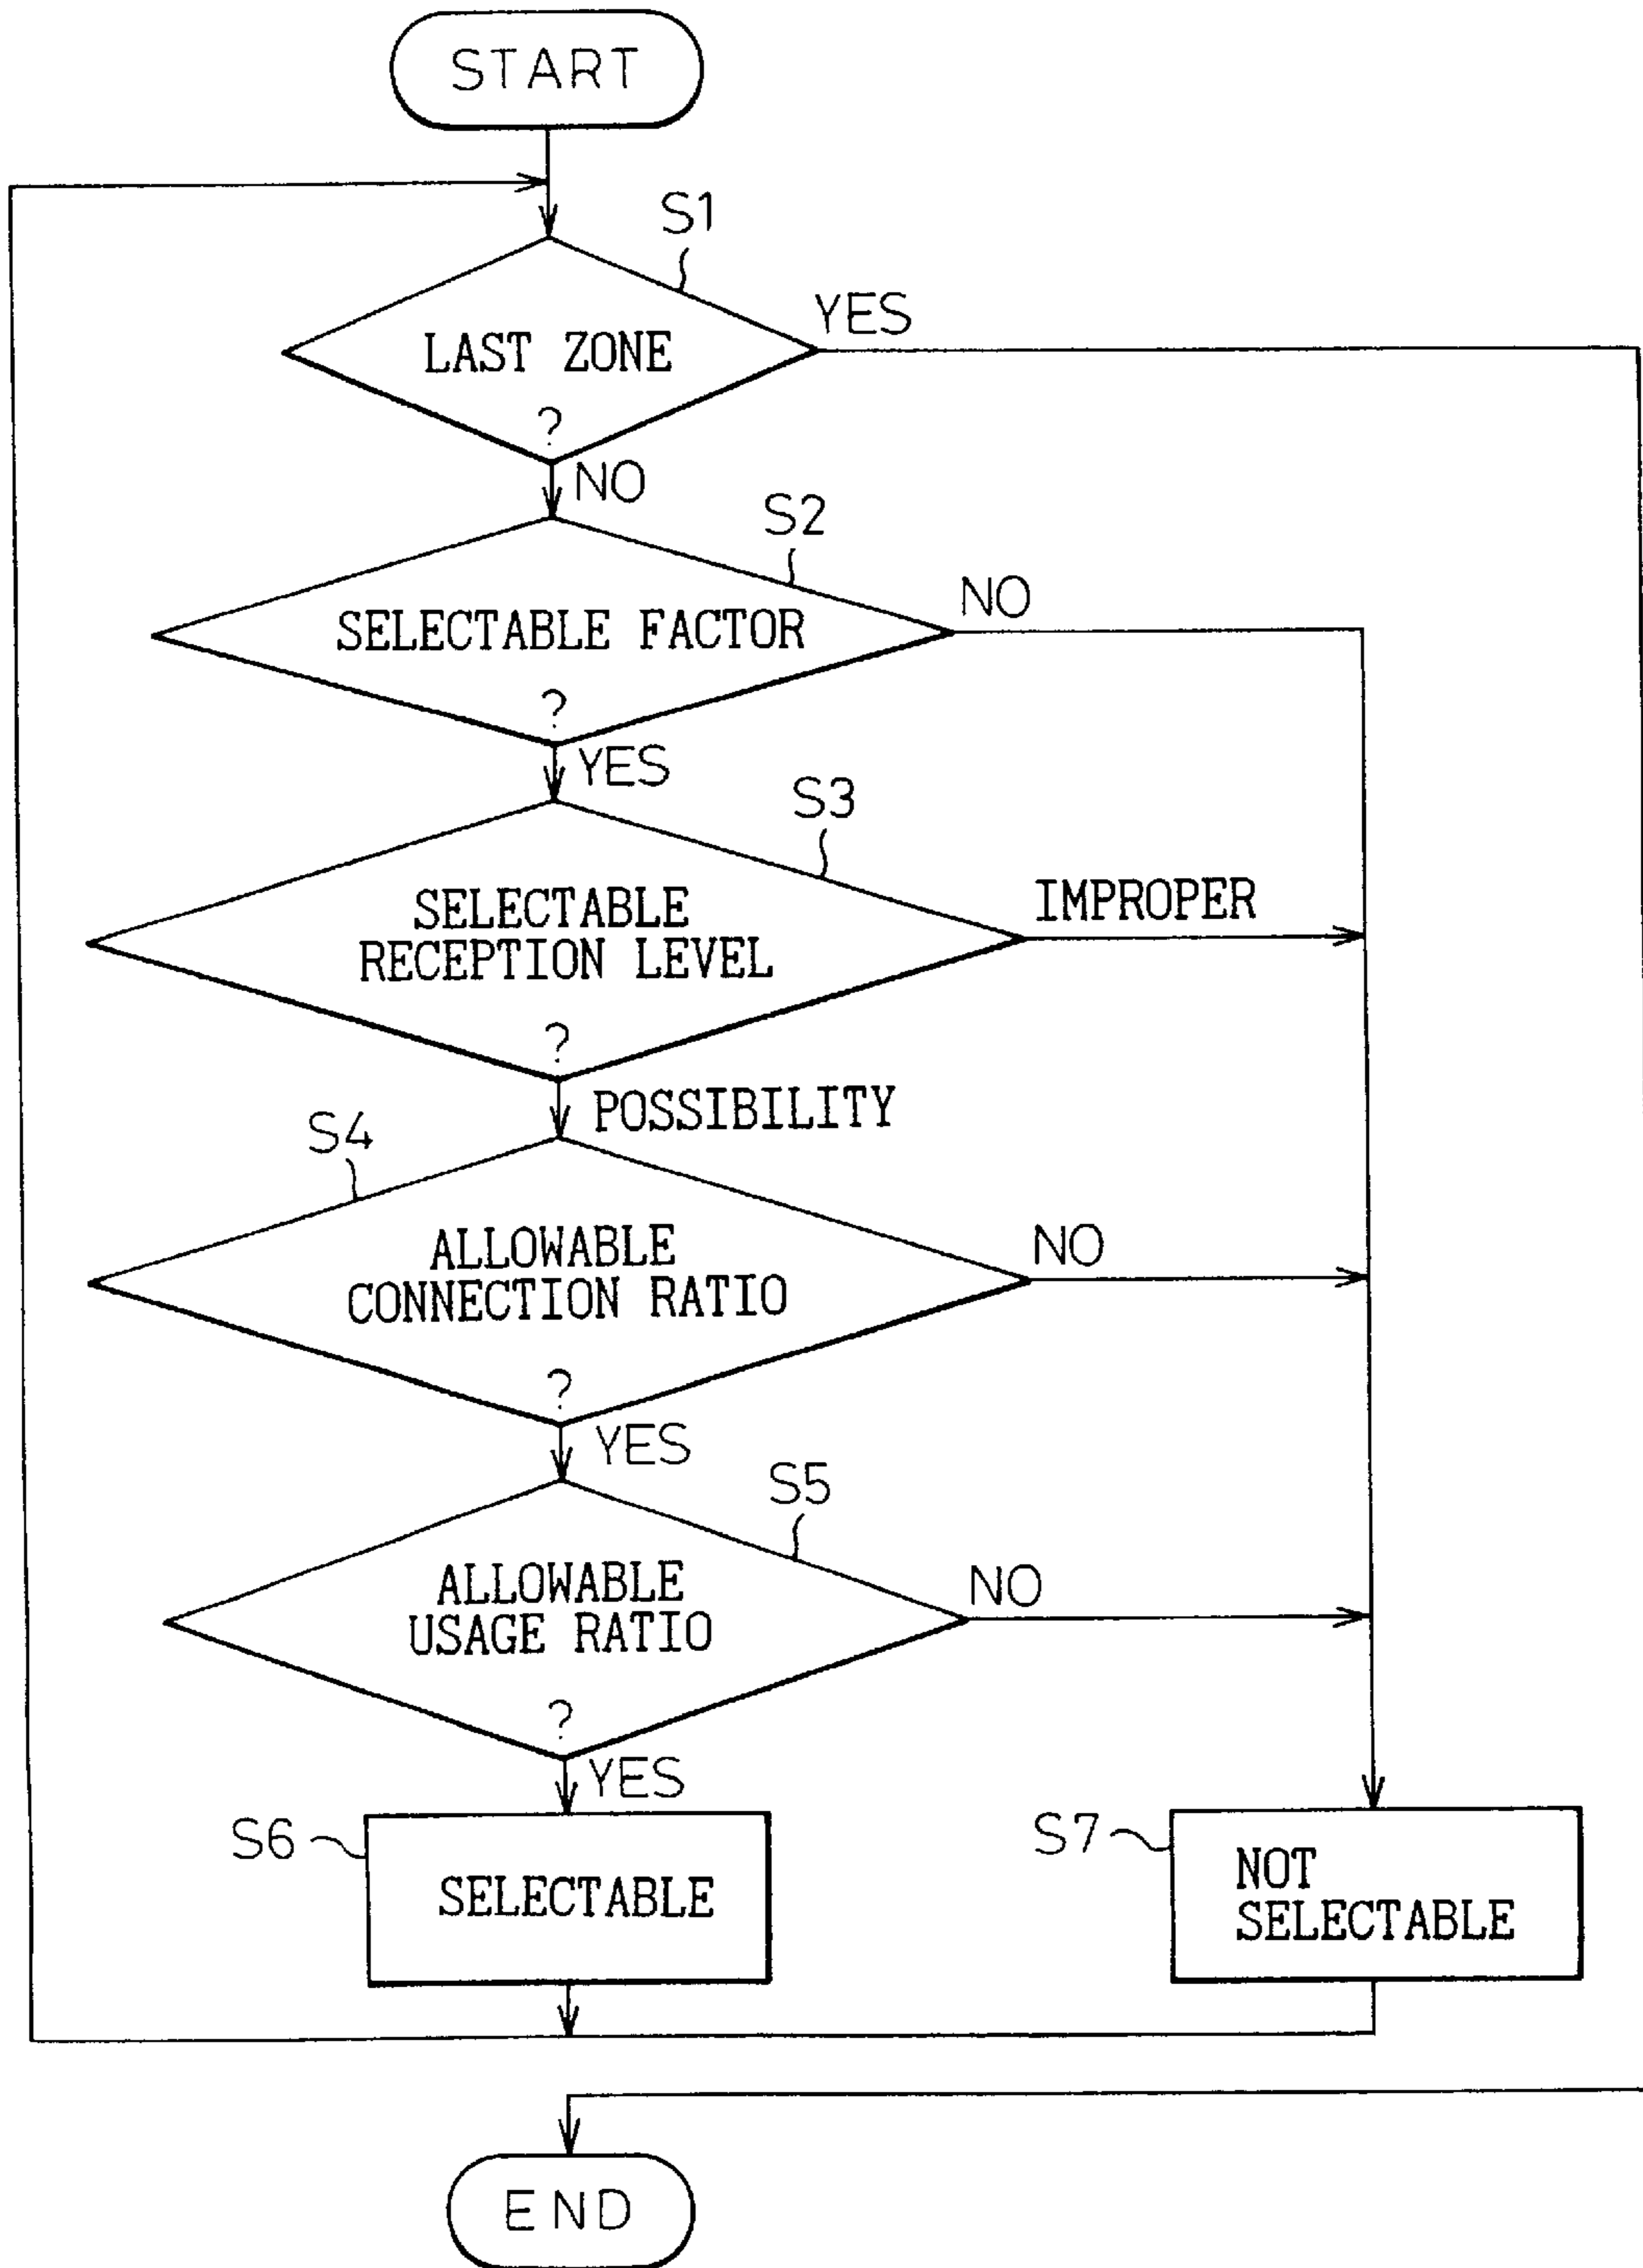 START
S1
YES
LAST ZONE
?
NO
S2
NO
SELECTABLE FACTOR
?
YES
S3
IMPROPER
SELECTABLE
RECEPTION LEVEL
?
POSSIBILITY
S4
NO
ALLOWABLE
CONNECTION RATIO
?
YES
S5
NO
ALLOWABLE
USAGE RATIO
?
YES
S6
SELECTABLE
S7
NOT
SELECTABLE
END